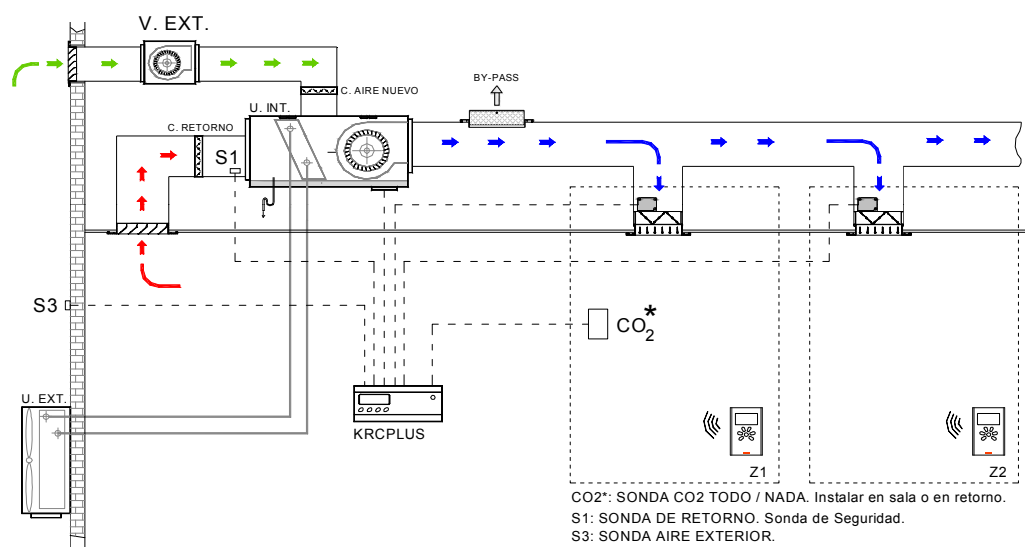 V. EXT.
BY-PASS
C. AIRE NUEVO
U. INT.
C. RETORNO
S1
S3
CO2*
U. EXT.
KRCPLUS
Z1
Z2
CO2*: SONDA CO2 TODO / NADA. Instalar en sala o en retorno.
S1: SONDA DE RETORNO. Sonda de Seguridad.
S3: SONDA AIRE EXTERIOR.